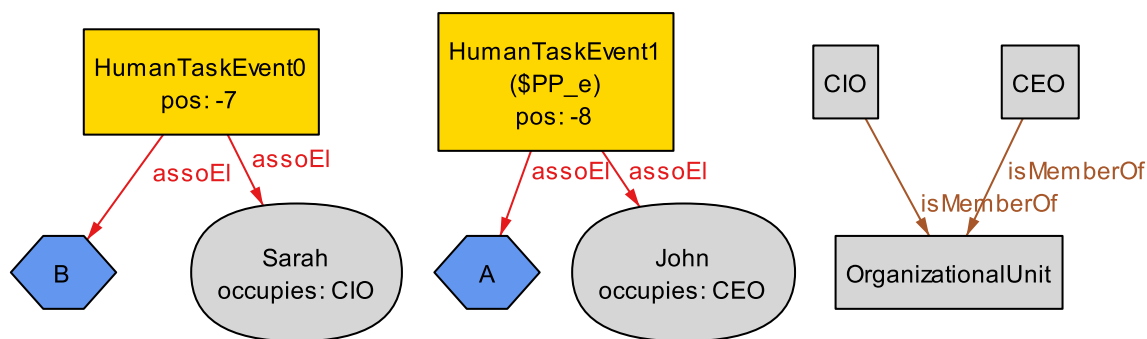 HumanTaskEvent0
pos: -7
HumanTaskEvent1
($PP_e)
pos: -8
CIO
CEO
assoEl
assoEl
assoEl
assoEl
isMemberOf
isMemberOf
B
Sarah
occupies: CIO
A
John
occupies: CEO
OrganizationalUnit